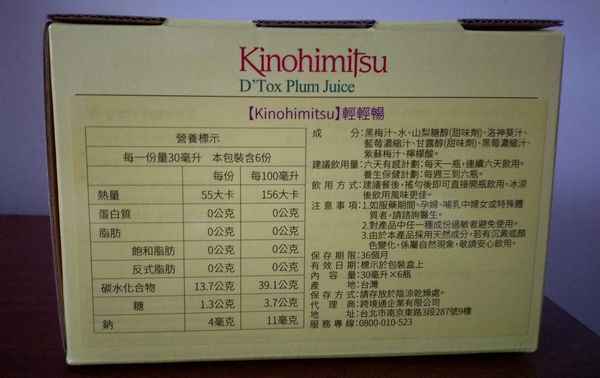 Kinohimitsu
D'Tox Plum Juice
【Kinohimitsu】輕輕暢
營養標示
每一份量30毫升 本包裝含6份
每份 每100毫升
熱量 55大卡 156大卡
蛋白質 0公克 0公克
脂肪 0公克 0公克
飽和脂肪 0公克 0公克
反式脂肪 0公克 0公克
碳水化合物 13.7公克 39.1公克
糖 1.3公克 3.7公克
鈉 4毫克 11毫克
成分:黑梅汁、水、山梨糖醇(甜味劑)、洛神葵汁、
藍莓濃縮汁、甘露醇(甜味劑)、黑莓濃縮汁、
紫蘇梅汁、檸檬酸。
建議飲用量:六天有感計劃:每天一瓶,連續六天飲用。
養生保健計劃:每週三到六瓶。
飲用方式:建議餐後,搖勻後即可直接開瓶飲用、冰涼
後飲用風味更佳。
注意事項:1.如服藥期間、孕婦、哺乳中婦女或特殊體
質者,請諮詢醫生。
2.對產品中任一種成份過敏者避免使用。
3.由於本產品採用天然成分,若有沉澱或顏
色變化,係屬自然現象,敬請安心飲用。
保存期限:36個月
有效日期:標示於包裝盒上
內容量:30毫升×6瓶
產地:台灣
保存方式:請存放於陰涼乾燥處。
代理商:跨境通企業有限公司
地址:台北市南京東路3段287號9樓
服務專線:0800-010-523